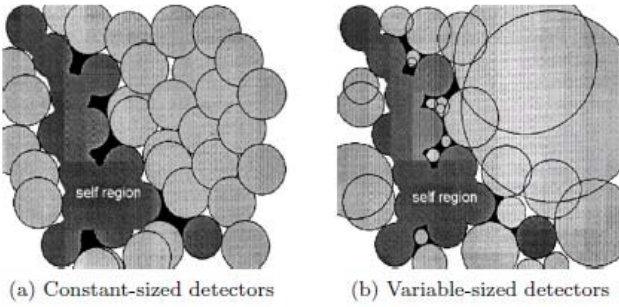 self region
self region
(a) Constant-sized detectors
(b) Variable-sized detectors